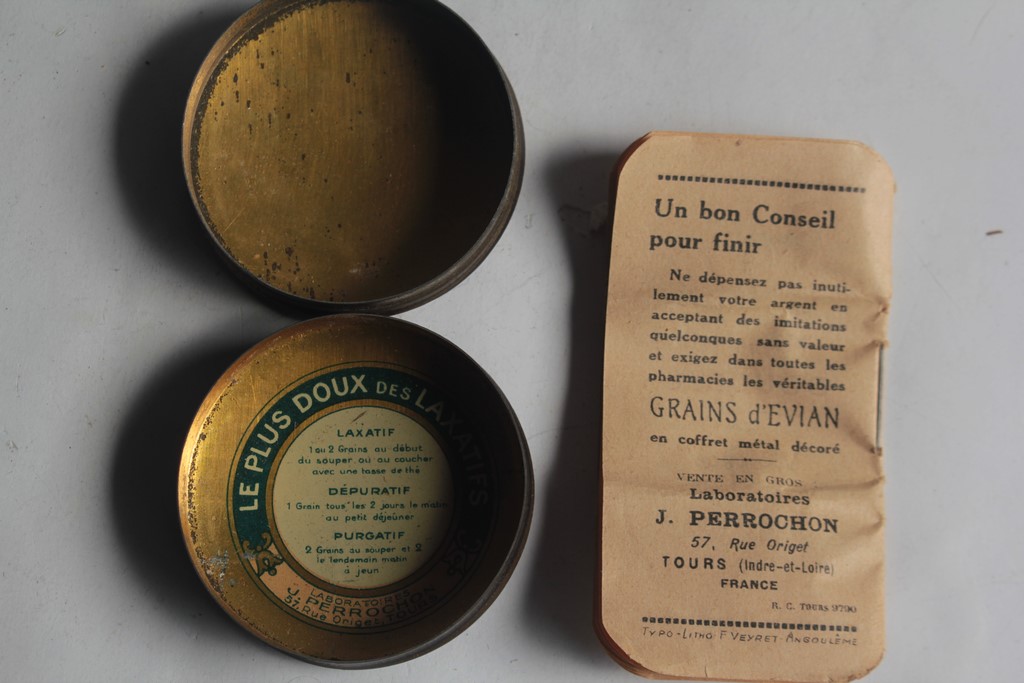 LE PLUS DOUX DES LAXATIFS
LAXATIF
1 ou 2 Grains au début
du souper ou au coucher
avec une tasse de thé
DÉPURATIF
1 Grain tous les 2 jours le matin
au petit déjeûner
PURGATIF
2 Grains au souper et 2
le lendemain matin
à jeun
LABORATOIRES
J. PERROCHON
57, Rue Origet, TOURS
Un bon Conseil
pour finir
Ne dépensez pas inuti-
lement votre argent en
acceptant des imitations
quelconques sans valeur
et exigez dans toutes les
pharmacies les véritables
GRAINS d'EVIAN
en coffret métal décoré
VENTE EN GROS
Laboratoires
J. PERROCHON
57, Rue Origet
TOURS (Indre-et-Loire)
FRANCE
R. C. TOURS 9790
TYPO-LITHO F VEYRET-ANGOULÊME